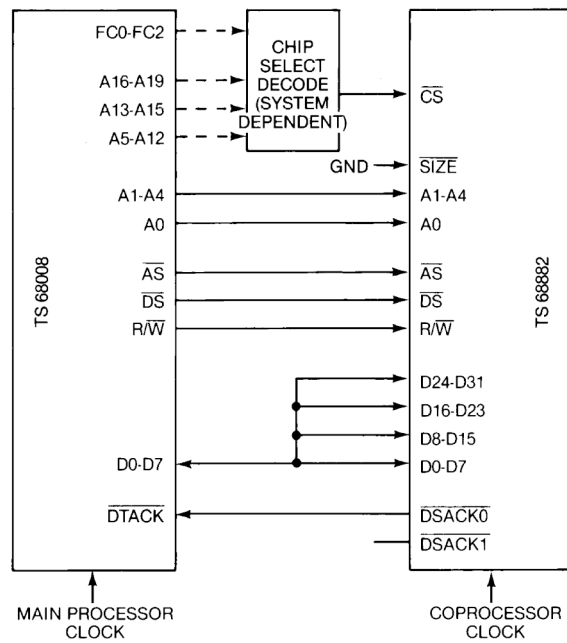 FC0-FC2
A16-A19
A13-A15
A5-A12
CHIP
SELECT
DECODE
(SYSTEM
DEPENDENT)
CS
GND
SIZE
A1-A4
A1-A4
A0
A0
AS
AS
DS
DS
R/W
R/W
TS 68008
TS 68882
D24-D31
D16-D23
D8-D15
D0-D7
D0-D7
DTACK
DSACK0
DSACK1
MAIN PROCESSOR
CLOCK
COPROCESSOR
CLOCK